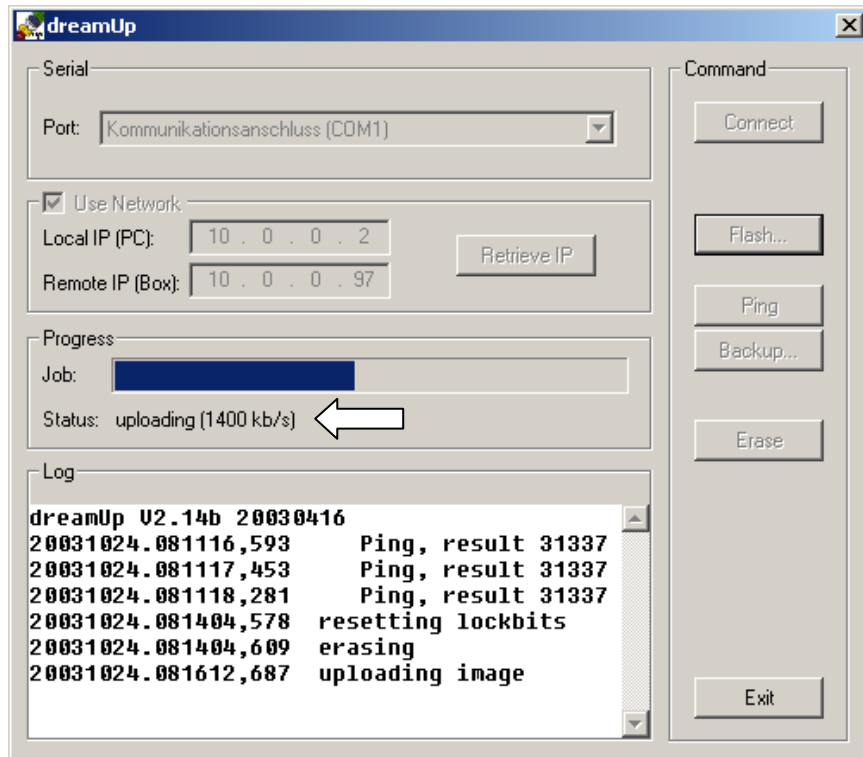 dreamUp
Serial
Port: Kommunikationsanschluss (COM1)
Use Network
Local IP (PC): 10 . 0 . 0 . 2
Remote IP (Box): 10 . 0 . 0 . 97
Retrieve IP
Progress
Job:
Status: uploading (1400 kb/s)
Log
dreamUp V2.14b 20030416
20031024.081116,593 Ping, result 31337
20031024.081117,453 Ping, result 31337
20031024.081118,281 Ping, result 31337
20031024.081404,578 resetting lockbits
20031024.081404,609 erasing
20031024.081612,687 uploading image
Command
Connect
Flash...
Ping
Backup...
Erase
Exit